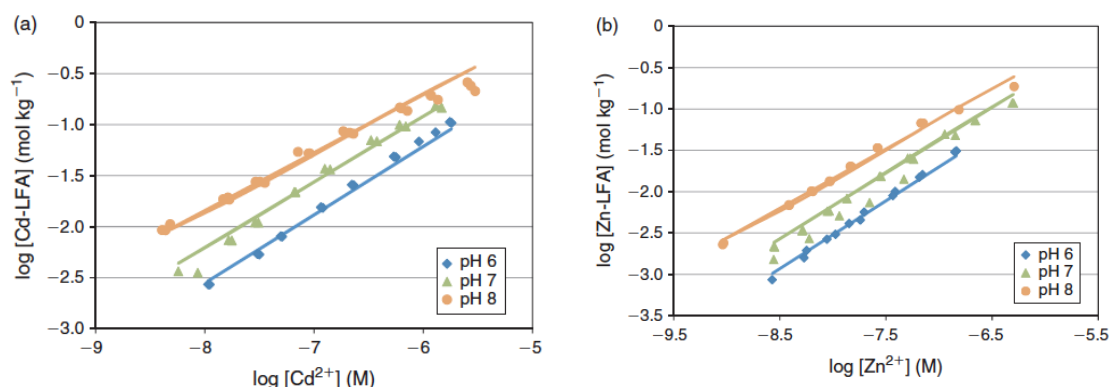 (a)
0
−0.5
−1.0
−1.5
−2.0
−2.5
−3.0
log [Cd-LFA] (mol kg⁻¹)
−9
−8
−7
−6
−5
log [Cd²⁺] (M)
pH 6
pH 7
pH 8
(b)
0
−0.5
−1.0
−1.5
−2.0
−2.5
−3.0
−3.5
log [Zn-LFA] (mol kg⁻¹)
−9.5
−8.5
−7.5
−6.5
−5.5
log [Zn²⁺] (M)
pH 6
pH 7
pH 8